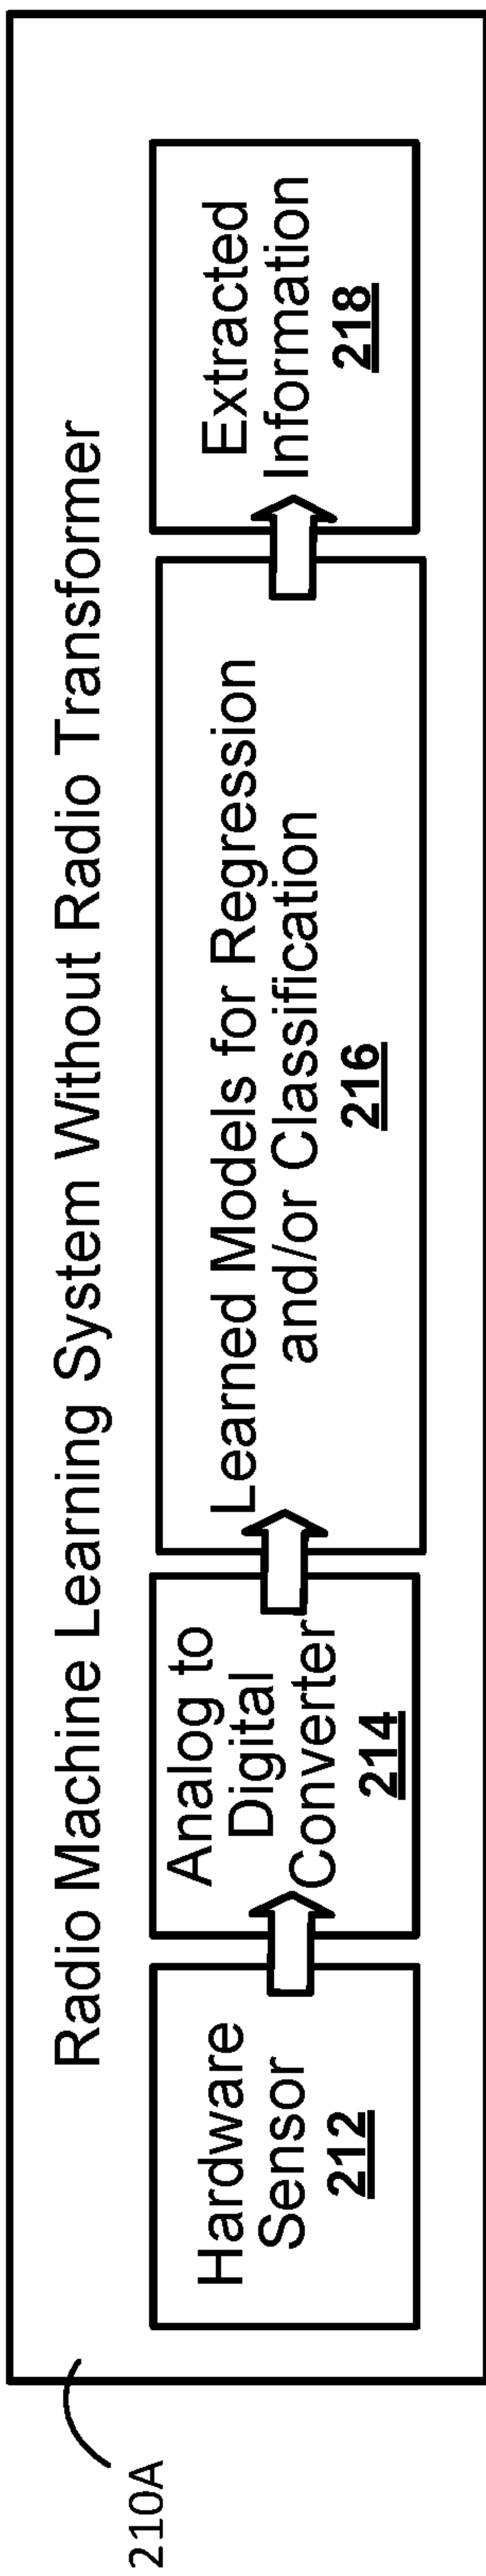 210A
Radio Machine Learning System Without Radio Transformer
Hardware
Sensor
212
Analog to
Digital
Converter
214
Learned Models for Regression
and/or Classification
216
Extracted
Information
218